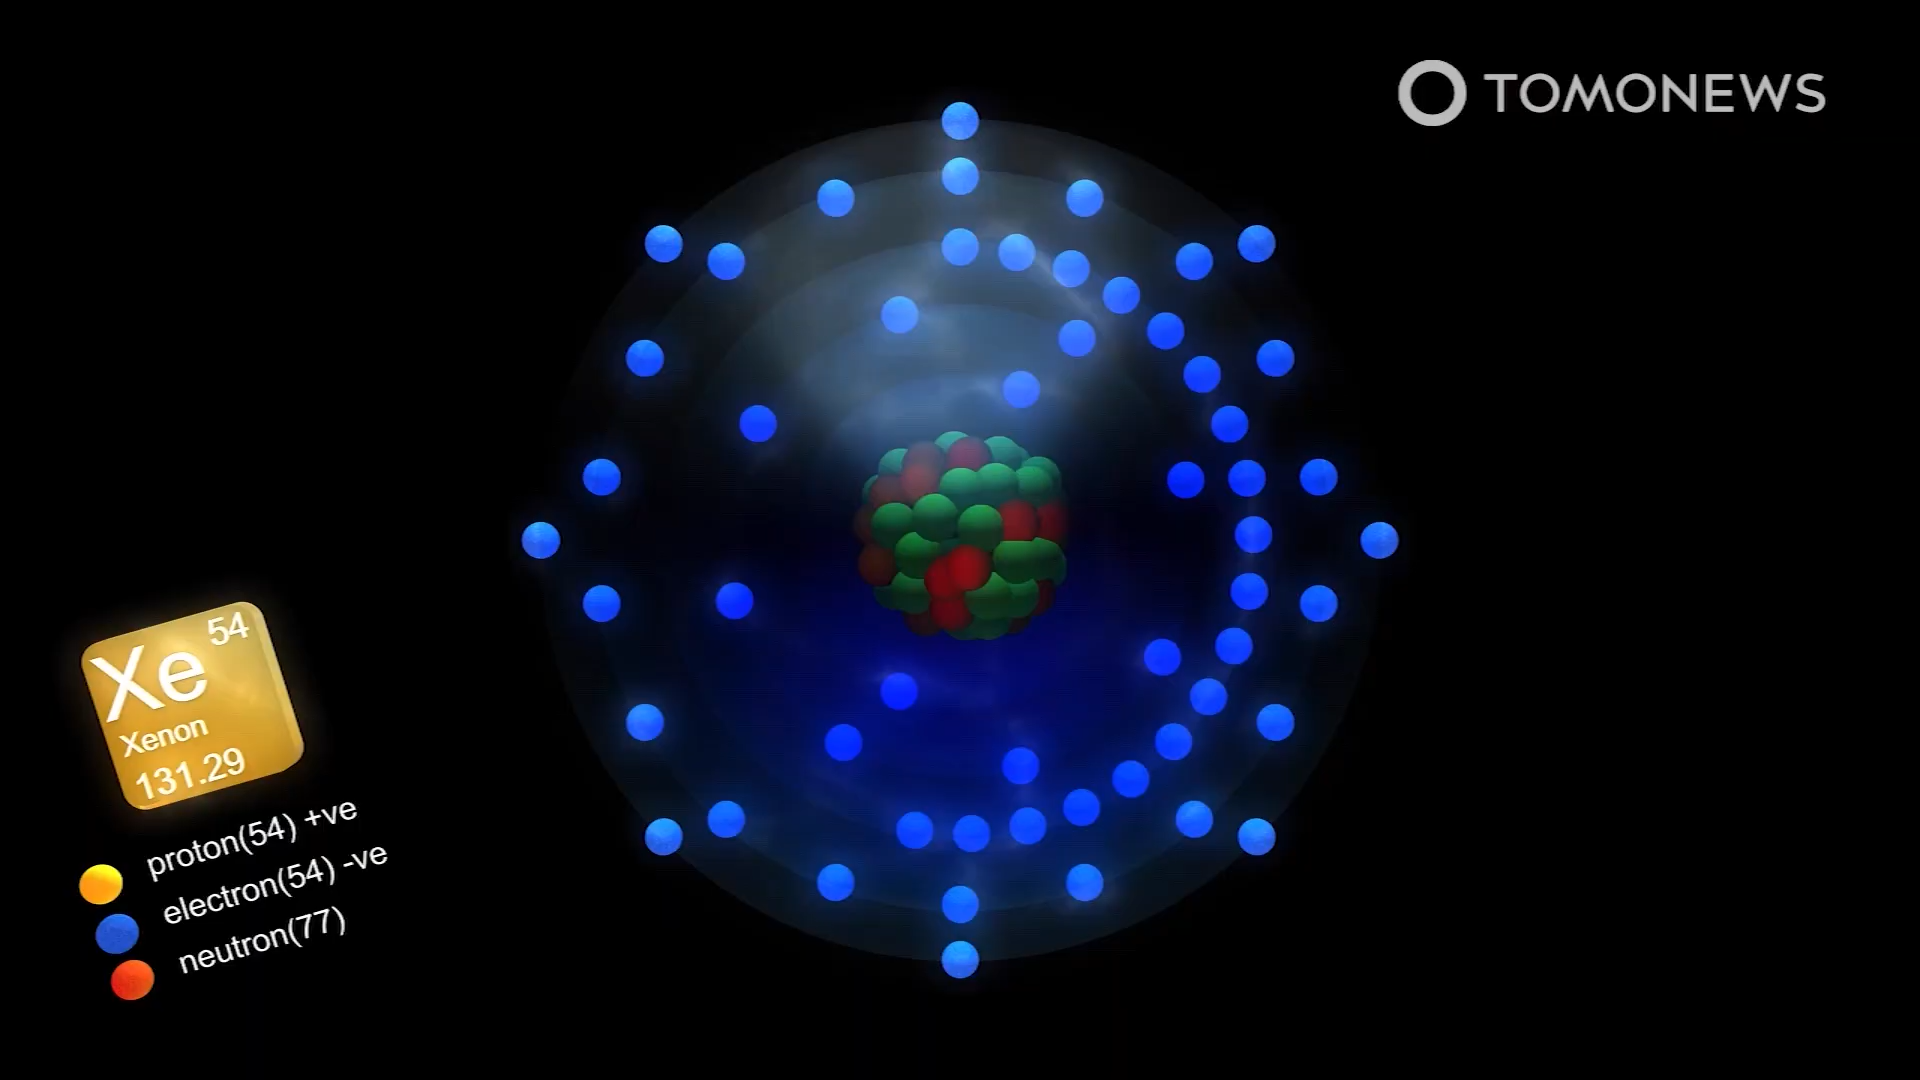 TOMONEWS
54
Xe
Xenon
131.29
proton(54) +ve
electron(54) -ve
neutron(77)